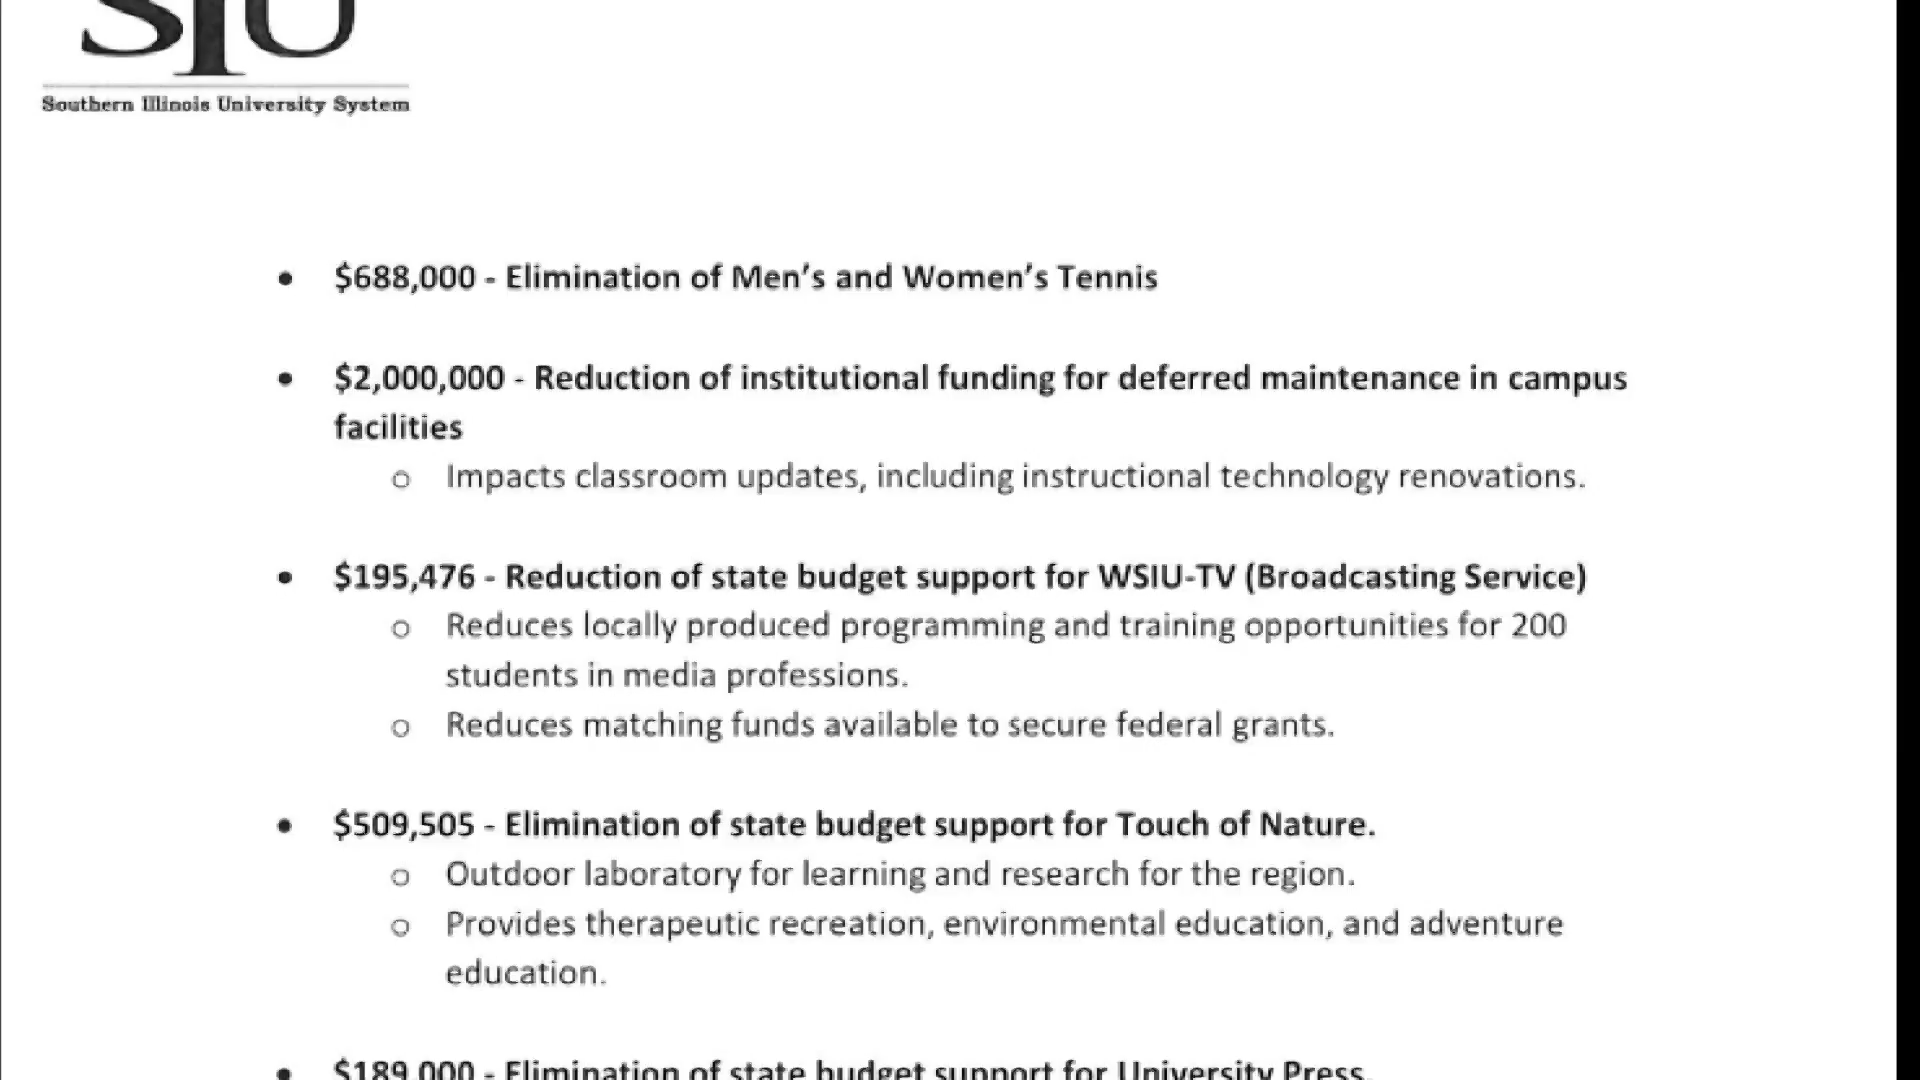 SIU
Southern Illinois University System
• $688,000 - Elimination of Men's and Women's Tennis
• $2,000,000 - Reduction of institutional funding for deferred maintenance in campus
facilities
o Impacts classroom updates, including instructional technology renovations.
• $195,476 - Reduction of state budget support for WSIU-TV (Broadcasting Service)
o Reduces locally produced programming and training opportunities for 200
students in media professions.
o Reduces matching funds available to secure federal grants.
• $509,505 - Elimination of state budget support for Touch of Nature.
o Outdoor laboratory for learning and research for the region.
o Provides therapeutic recreation, environmental education, and adventure
education.
• $189,000 - Elimination of state budget support for University Press.